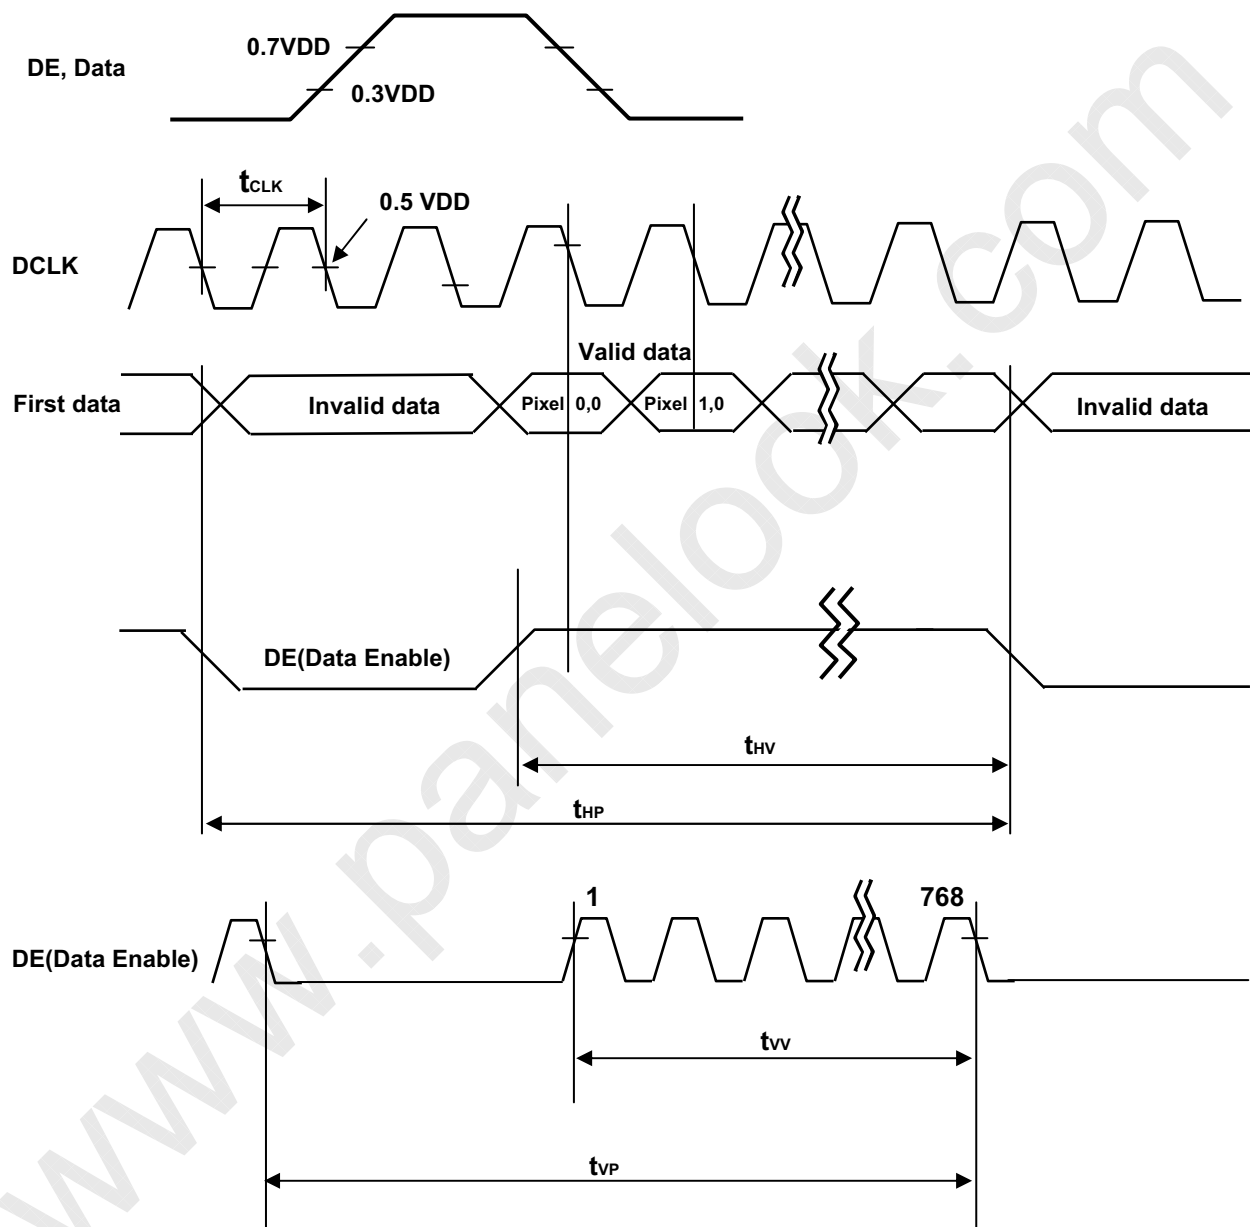 0.7VDD
DE, Data
0.3VDD
tCLK
0.5 VDD
DCLK
Valid data
First data
Invalid data
Pixel 0,0
Pixel 1,0
Invalid data
DE(Data Enable)
tHV
tHP
1
768
DE(Data Enable)
tVV
tVP
www.panelook.com